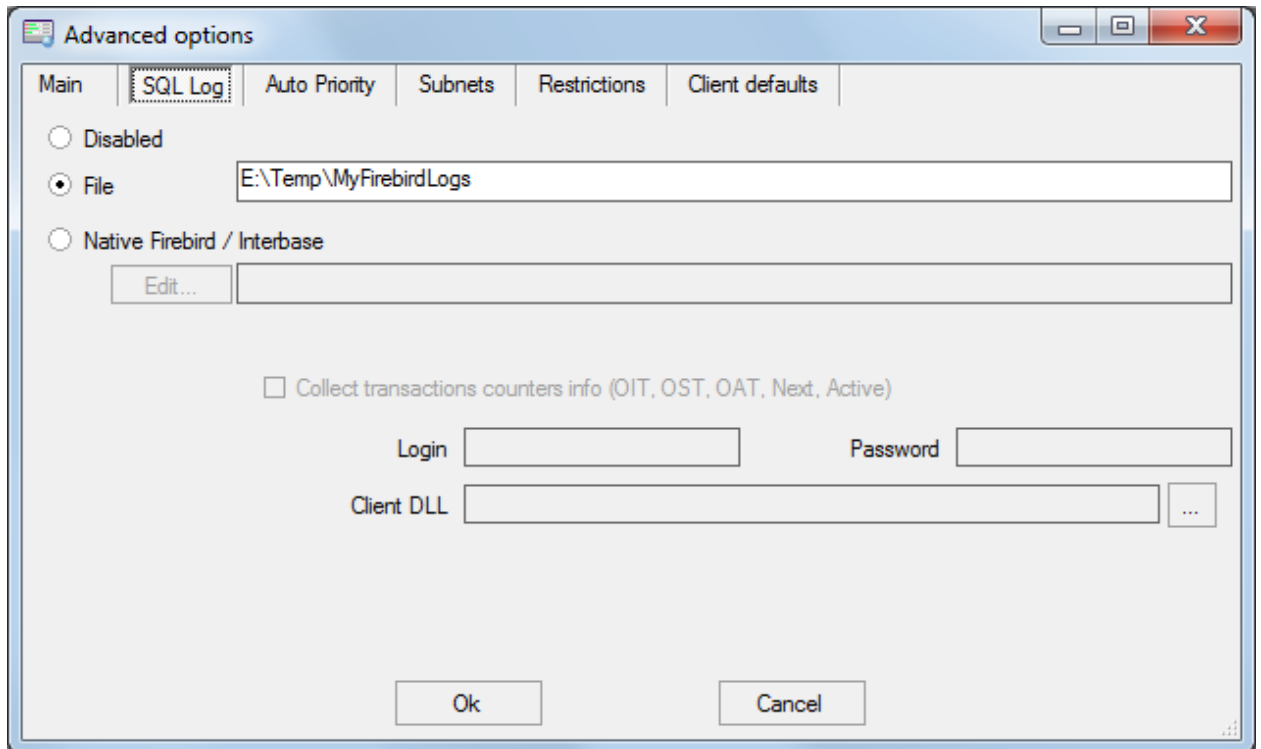 Advanced options
Main SQL Log Auto Priority Subnets Restrictions Client defaults
Disabled
File E:\Temp\MyFirebirdLogs
Native Firebird / Interbase
Edit...
Collect transactions counters info (OIT, OST, OAT, Next, Active)
Login Password
Client DLL ...
Ok Cancel